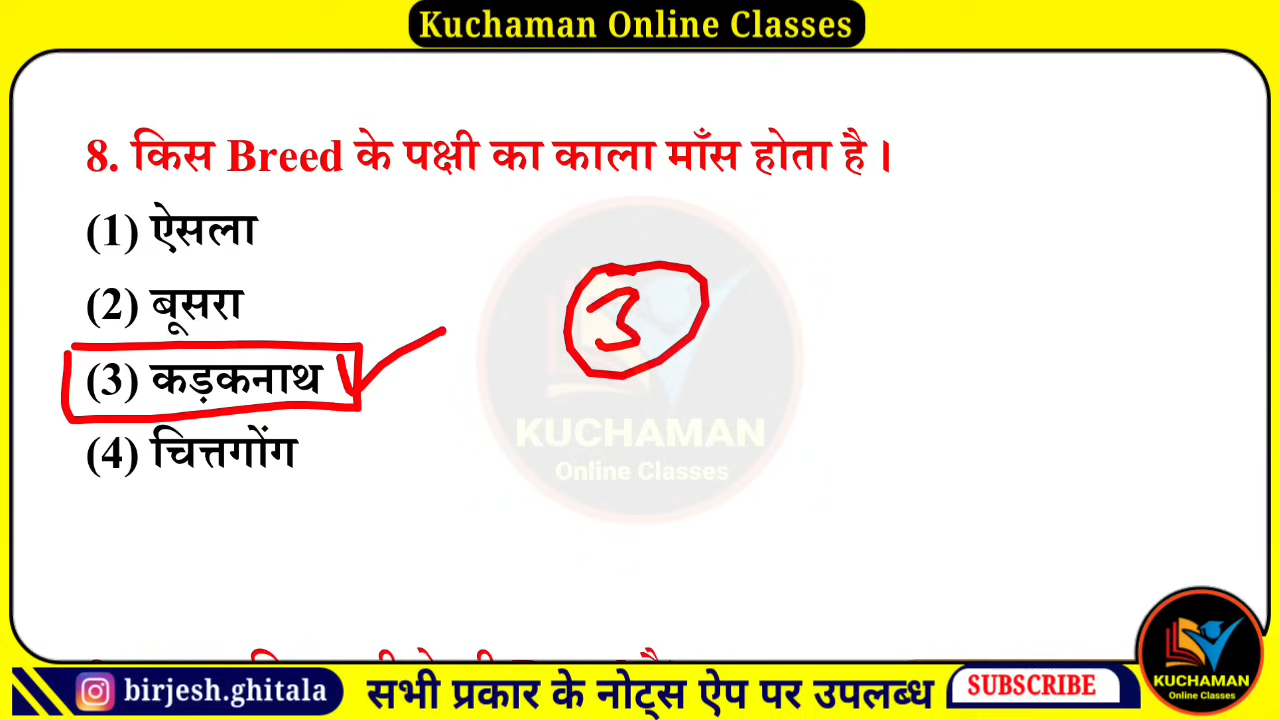 Kuchaman Online Classes
8. किस Breed के पक्षी का काला माँस होता है।
(1) ऐसला
(2) बूसरा
3
(3) कड़कनाथ
KUCHAMAN
Online Classes
(4) चित्तगोंग
birjesh.ghitala
सभी प्रकार के नोट्स ऐप पर उपलब्ध
SUBSCRIBE
KUCHAMAN
Online Classes